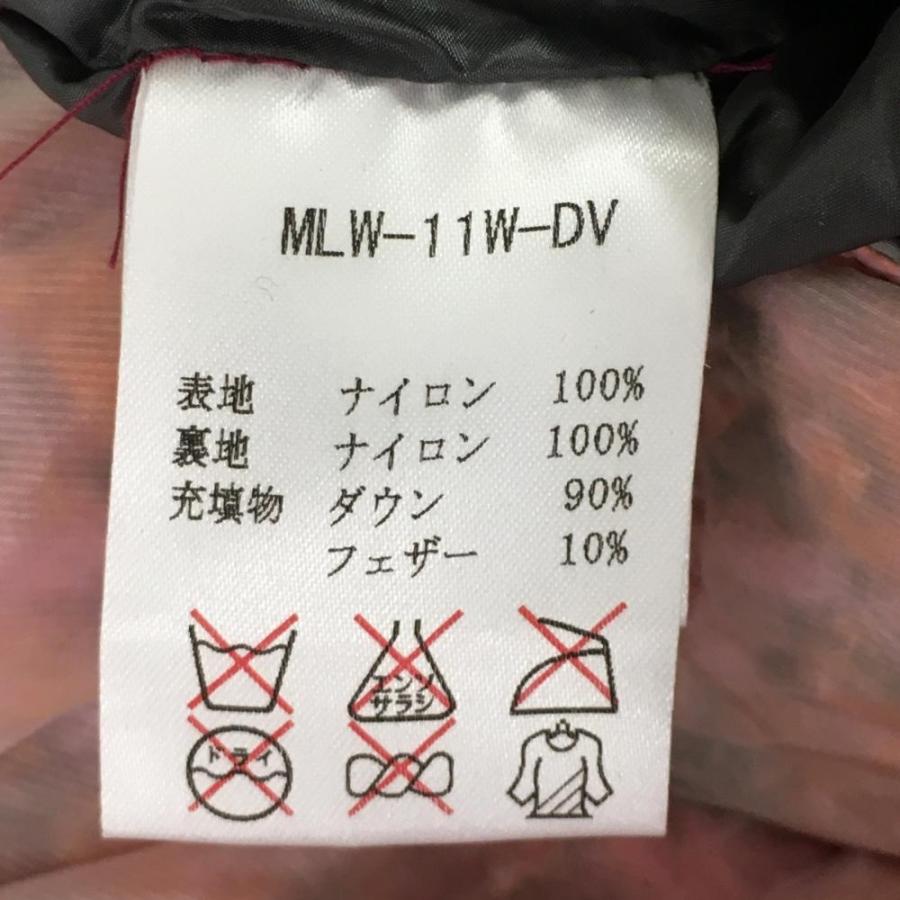 MLW-11W-DV
表地 ナイロン 100%
裏地 ナイロン 100%
充填物 ダウン 90%
フェザー 10%
エンソ
サラシ
ドライ